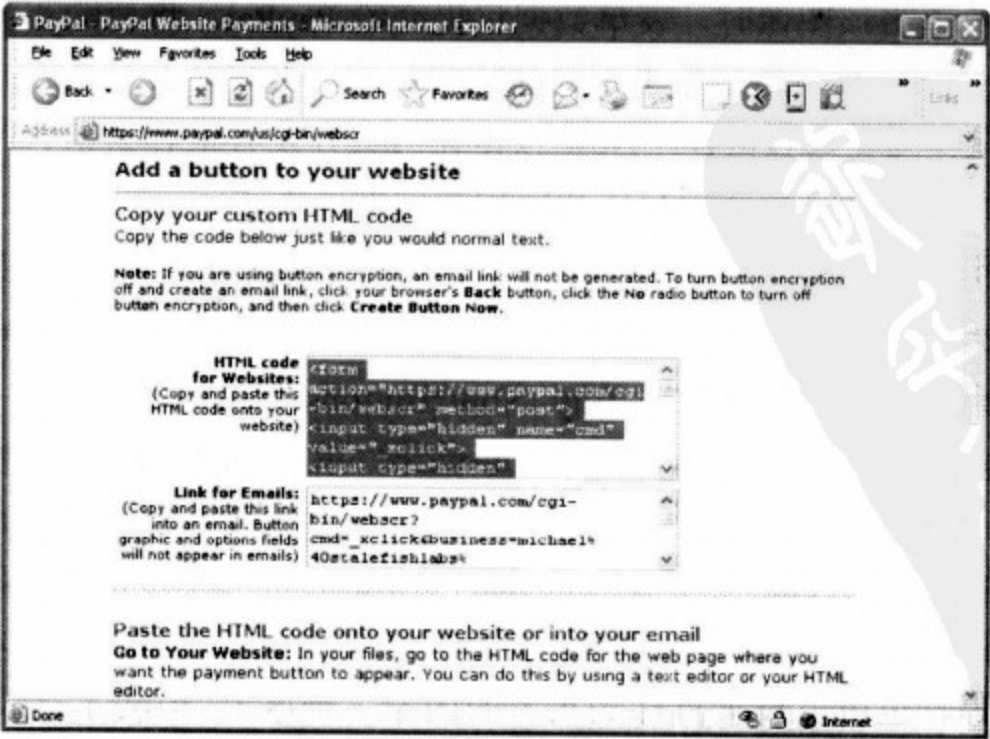 PayPal - PayPal Website Payments - Microsoft Internet Explorer
File Edit View Favorites Tools Help
Back Search Favorites Links
Address https://www.paypal.com/us/cgi-bin/webscr
Add a button to your website
Copy your custom HTML code
Copy the code below just like you would normal text.
Note: If you are using button encryption, an email link will not be generated. To turn button encryption
off and create an email link, click your browser's Back button, click the No radio button to turn off
button encryption, and then click Create Button Now.
HTML code
for Websites:
(Copy and paste this
HTML code onto your
website)
<form
action="https://www.paypal.com/cgi
-bin/webscr" method="post">
<input type="hidden" name="cmd"
value="_xclick">
<input type="hidden"
Link for Emails:
(Copy and paste this link
into an email. Button
graphic and options fields
will not appear in emails)
https://www.paypal.com/cgi-
bin/webscr?
cmd=_xclick&business=michael%
40stalefishlabs%
Paste the HTML code onto your website or into your email
Go to Your Website: In your files, go to the HTML code for the web page where you
want the payment button to appear. You can do this by using a text editor or your HTML
editor.
Done Internet